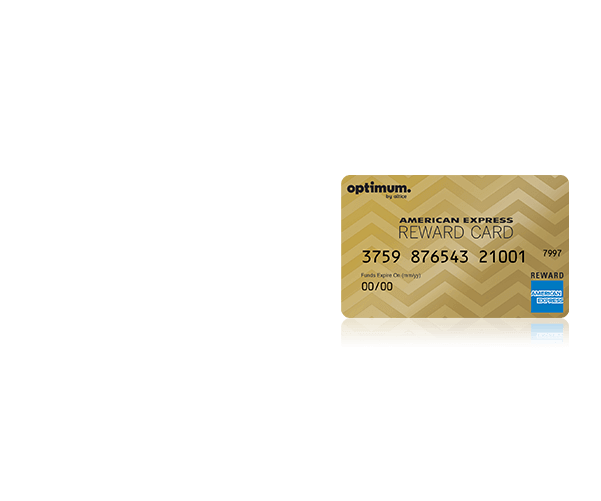 optimum.
by altice
AMERICAN EXPRESS
REWARD CARD
3759 876543 21001
7997
Funds Expire On (mm/yy)
00/00
REWARD
AMERICAN
EXPRESS